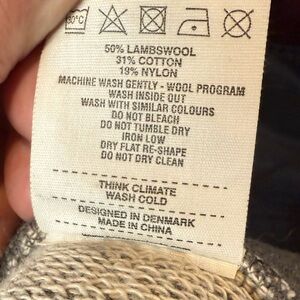 30°C
50% LAMBSWOOL
31% COTTON
19% NYLON
MACHINE WASH GENTLY - WOOL PROGRAM
WASH INSIDE OUT
WASH WITH SIMILAR COLOURS
DO NOT BLEACH
DO NOT TUMBLE DRY
IRON LOW
DRY FLAT RE-SHAPE
DO NOT DRY CLEAN
THINK CLIMATE
WASH COLD
DESIGNED IN DENMARK
MADE IN CHINA